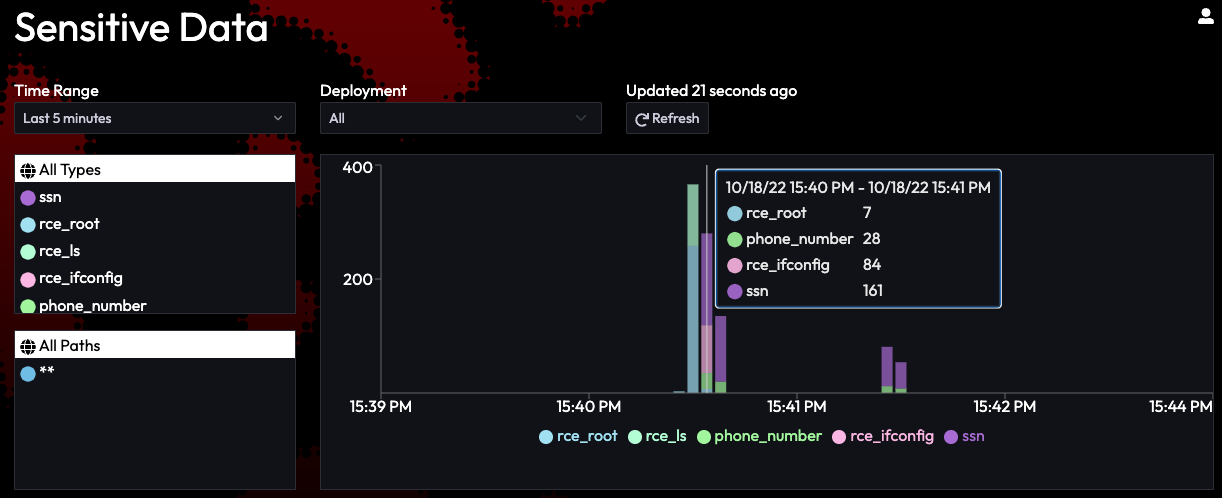 Sensitive Data
Time Range
Deployment
Updated 21 seconds ago
Last 5 minutes
All
Refresh
All Types
ssn
rce_root
rce_ls
rce_ifconfig
phone_number
All Paths
**
400
200
15:39 PM
15:40 PM
15:41 PM
15:42 PM
15:44 PM
10/18/22 15:40 PM - 10/18/22 15:41 PM
rce_root 7
phone_number 28
rce_ifconfig 84
ssn 161
rce_root rce_ls phone_number rce_ifconfig ssn